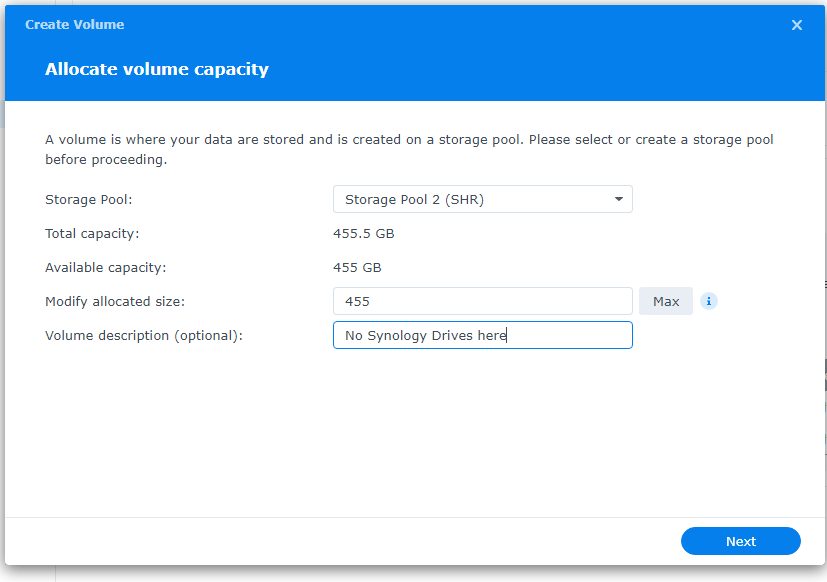 Create Volume
Allocate volume capacity
A volume is where your data are stored and is created on a storage pool. Please select or create a storage pool
before proceeding.
Storage Pool: Storage Pool 2 (SHR)
Total capacity: 455.5 GB
Available capacity: 455 GB
Modify allocated size: 455 Max
Volume description (optional): No Synology Drives here
Next